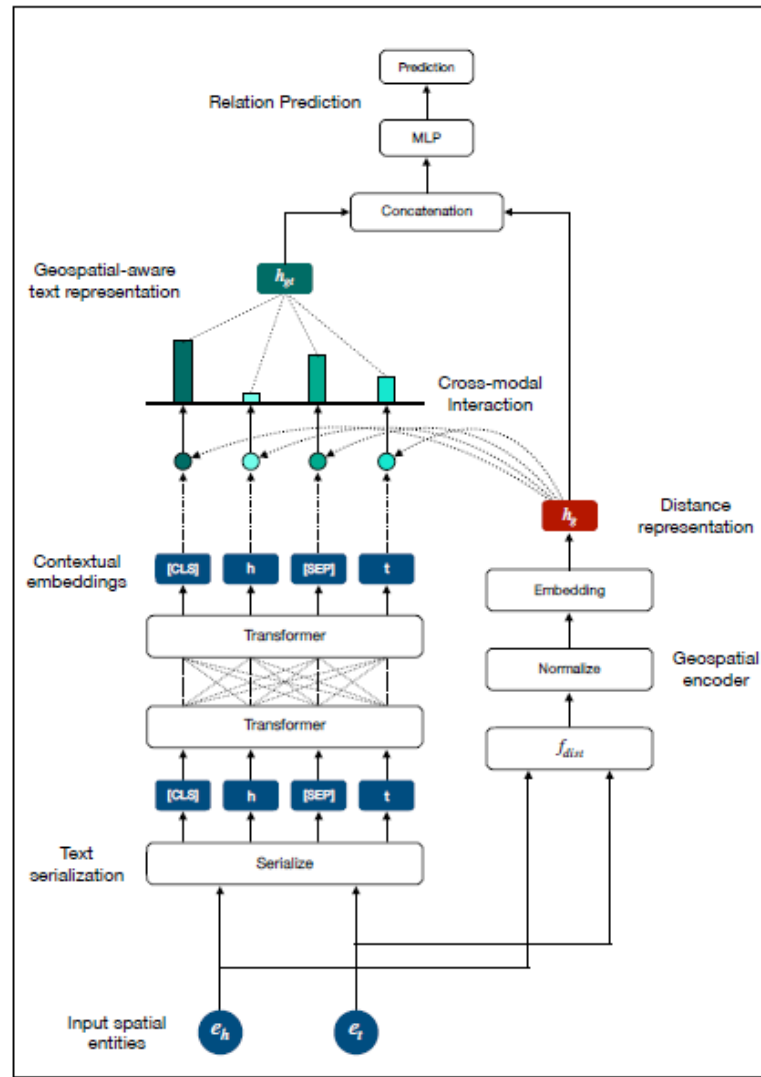 Prediction
Relation Prediction
MLP
Concatenation
Geospatial-aware
text representation
h_gt
Cross-modal
Interaction
h_g
Distance
representation
Contextual
embeddings
[CLS] h [SEP] t
Embedding
Transformer
Normalize
Geospatial
encoder
Transformer
f_dist
[CLS] h [SEP] t
Text
serialization
Serialize
Input spatial
entities
e_h e_t